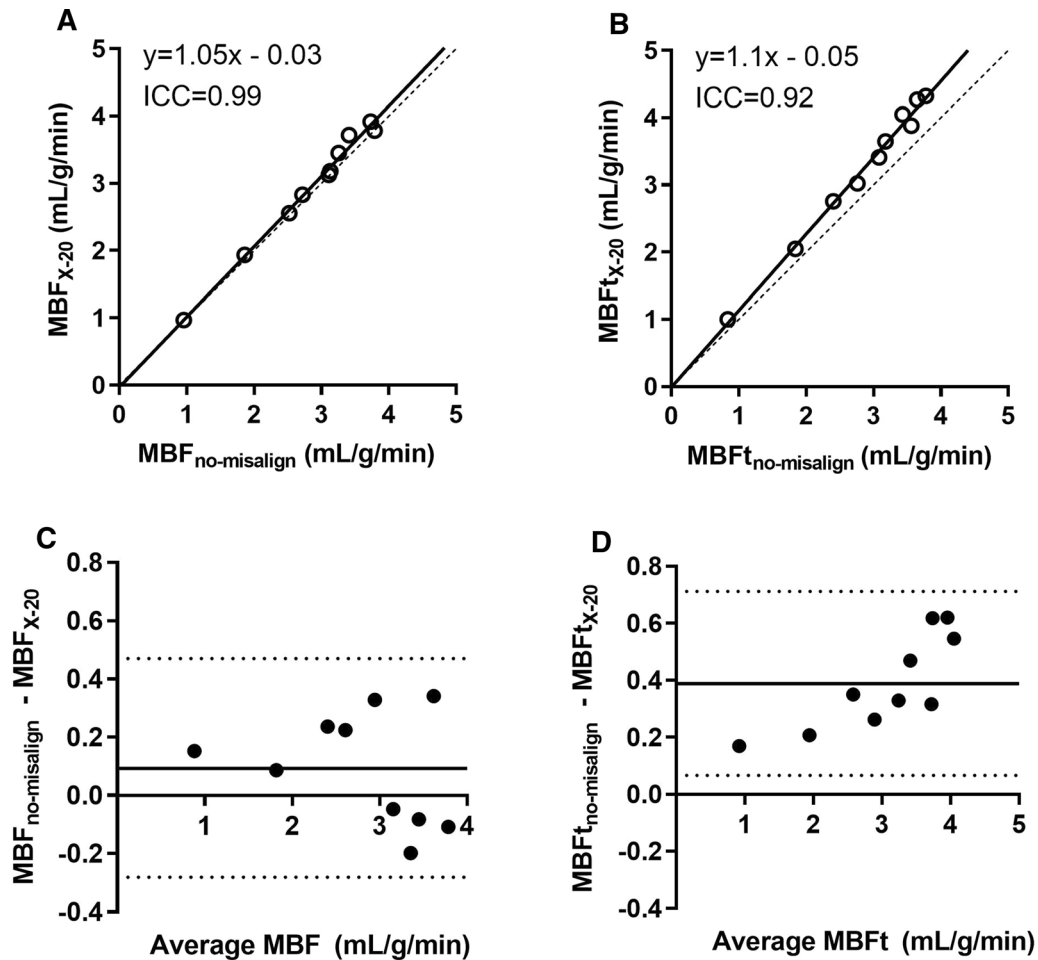 A
y=1.05x - 0.03
ICC=0.99
5
4
3
2
1
0
MBFX-20 (mL/g/min)
0 1 2 3 4 5
MBFno-misalign (mL/g/min)
B
y=1.1x - 0.05
ICC=0.92
5
4
3
2
1
0
MBFtX-20 (mL/g/min)
0 1 2 3 4 5
MBFtno-misalign (mL/g/min)
C
0.8
0.6
0.4
0.2
0.0
-0.2
-0.4
MBFno-misalign - MBFX-20
1 2 3 4
Average MBF (mL/g/min)
D
0.8
0.6
0.4
0.2
0.0
-0.2
-0.4
MBFtno-misalign - MBFtX-20
1 2 3 4 5
Average MBFt (mL/g/min)